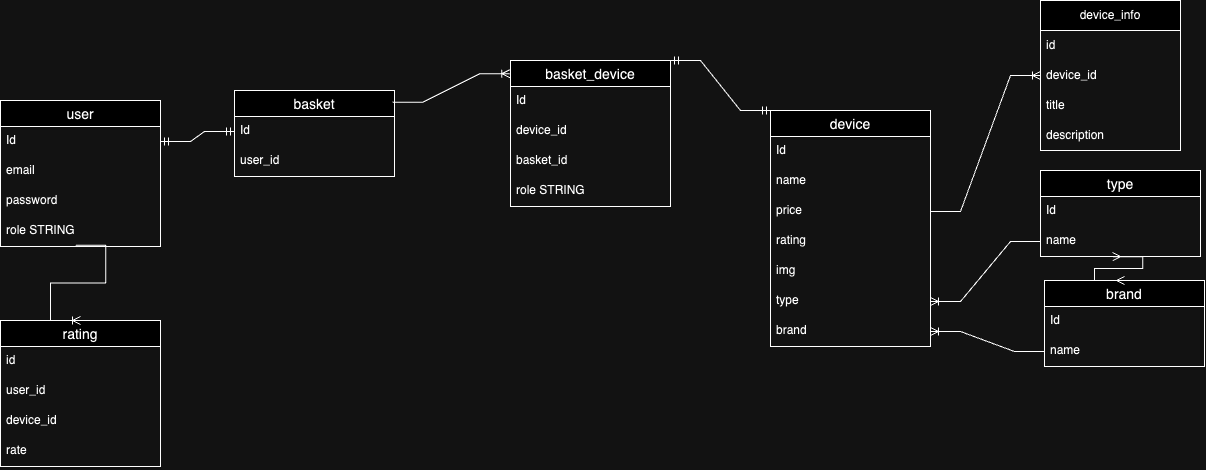 user
Id
email
password
role STRING
rating
id
user_id
device_id
rate
basket
Id
user_id
basket_device
Id
device_id
basket_id
role STRING
device
Id
name
price
rating
img
type
brand
device_info
id
device_id
title
description
type
Id
name
brand
Id
name